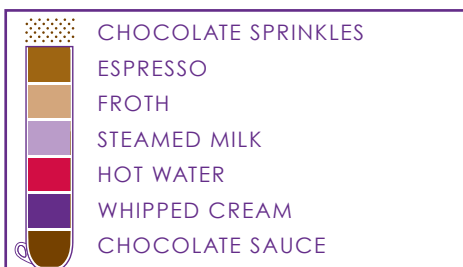 CHOCOLATE SPRINKLES
ESPRESSO
FROTH
STEAMED MILK
HOT WATER
WHIPPED CREAM
CHOCOLATE SAUCE